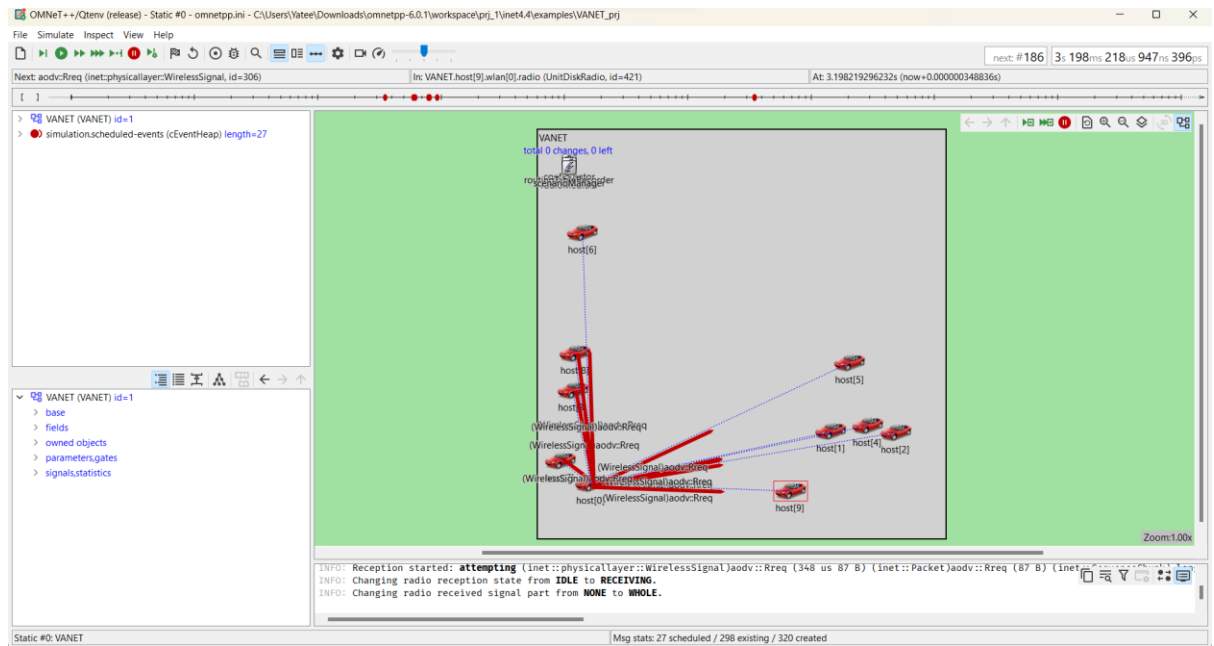 OMNeT++/Qtenv (release) - Static #0 - omnetpp.ini - C:\Users\Yatee\Downloads\omnetpp-6.0.1\workspace\prj_1\inet4.4\examples\VANET_prj
File Simulate Inspect View Help
next: #186 3s 198ms 218us 947ns 396ps
Next: aodv::Rreq (inet::physicallayer::WirelessSignal, id=306) In: VANET.host[9].wlan[0].radio (UnitDiskRadio, id=421) At: 3.198219296232s (now+0.000000348836s)
VANET (VANET) id=1
simulation.scheduled-events (cEventHeap) length=27
VANET (VANET) id=1
base
fields
owned objects
parameters,gates
signals,statistics
VANET
total 0 changes, 0 left
scenarioManager
host[6]
host[5]
host[1] host[4] host[2]
(WirelessSignal)aodv::Rreq
(WirelessSignal)aodv::Rreq
(WirelessSignal)aodv::Rreq
(WirelessSignal)aodv::Rreq
host[0] (WirelessSignal)aodv::Rreq
host[9]
Zoom:1.00x
INFO: Reception started: attempting (inet::physicallayer::WirelessSignal)aodv::Rreq (348 us 87 B) (inet::Packet)aodv::Rreq (87 B)
INFO: Changing radio reception state from IDLE to RECEIVING.
INFO: Changing radio received signal part from NONE to WHOLE.
Static #0: VANET Msg stats: 27 scheduled / 298 existing / 320 created